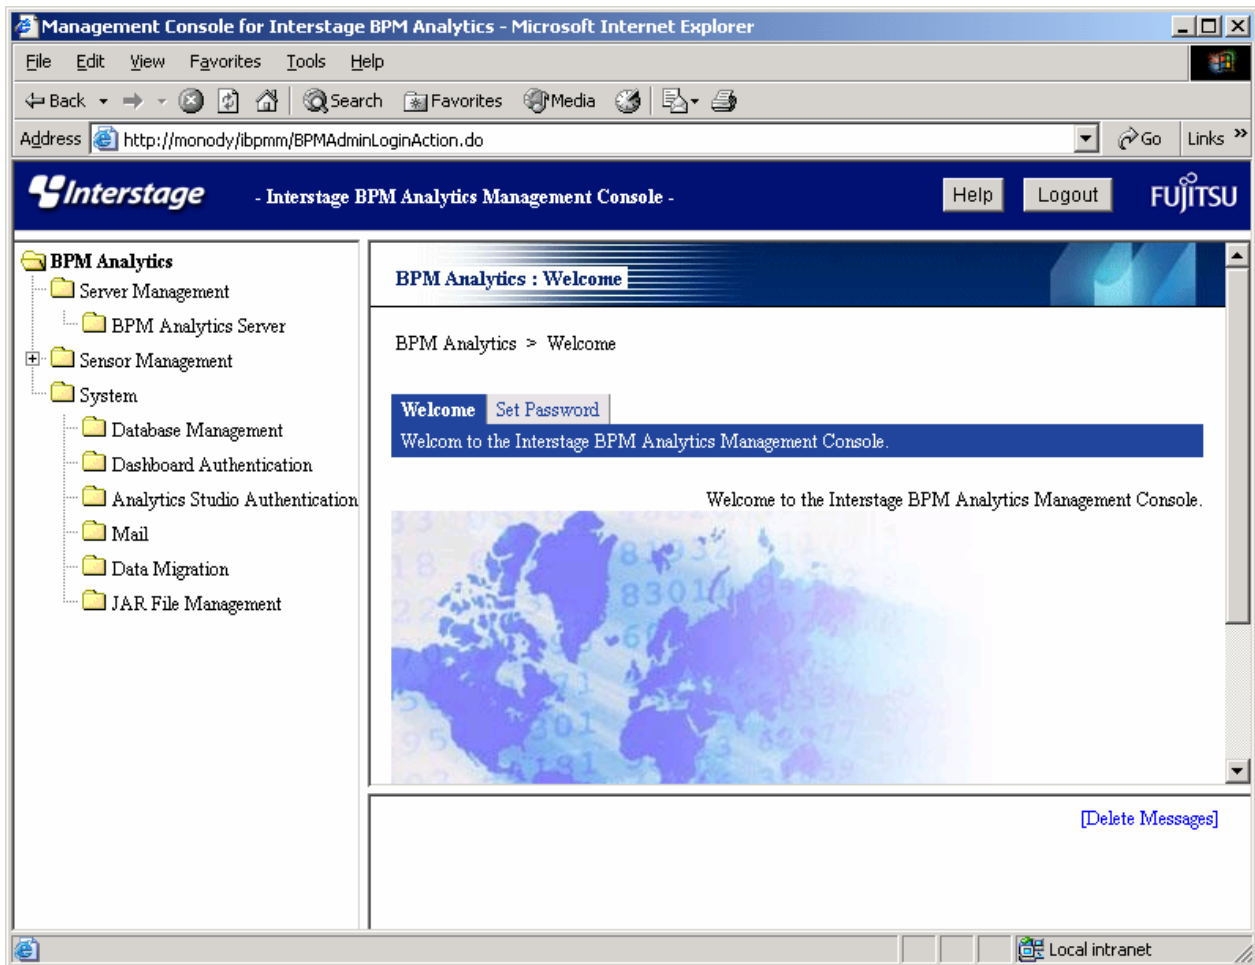 Management Console for Interstage BPM Analytics - Microsoft Internet Explorer
File Edit View Favorites Tools Help
Back Search Favorites Media
Address http://monody/ibpmm/BPMAdminLoginAction.do Go Links »
Interstage - Interstage BPM Analytics Management Console - Help Logout FUJITSU
BPM Analytics
Server Management
BPM Analytics Server
Sensor Management
System
Database Management
Dashboard Authentication
Analytics Studio Authentication
Mail
Data Migration
JAR File Management
BPM Analytics : Welcome
BPM Analytics > Welcome
Welcome Set Password
Welcom to the Interstage BPM Analytics Management Console.
Welcome to the Interstage BPM Analytics Management Console.
81932
83011
[Delete Messages]
Local intranet